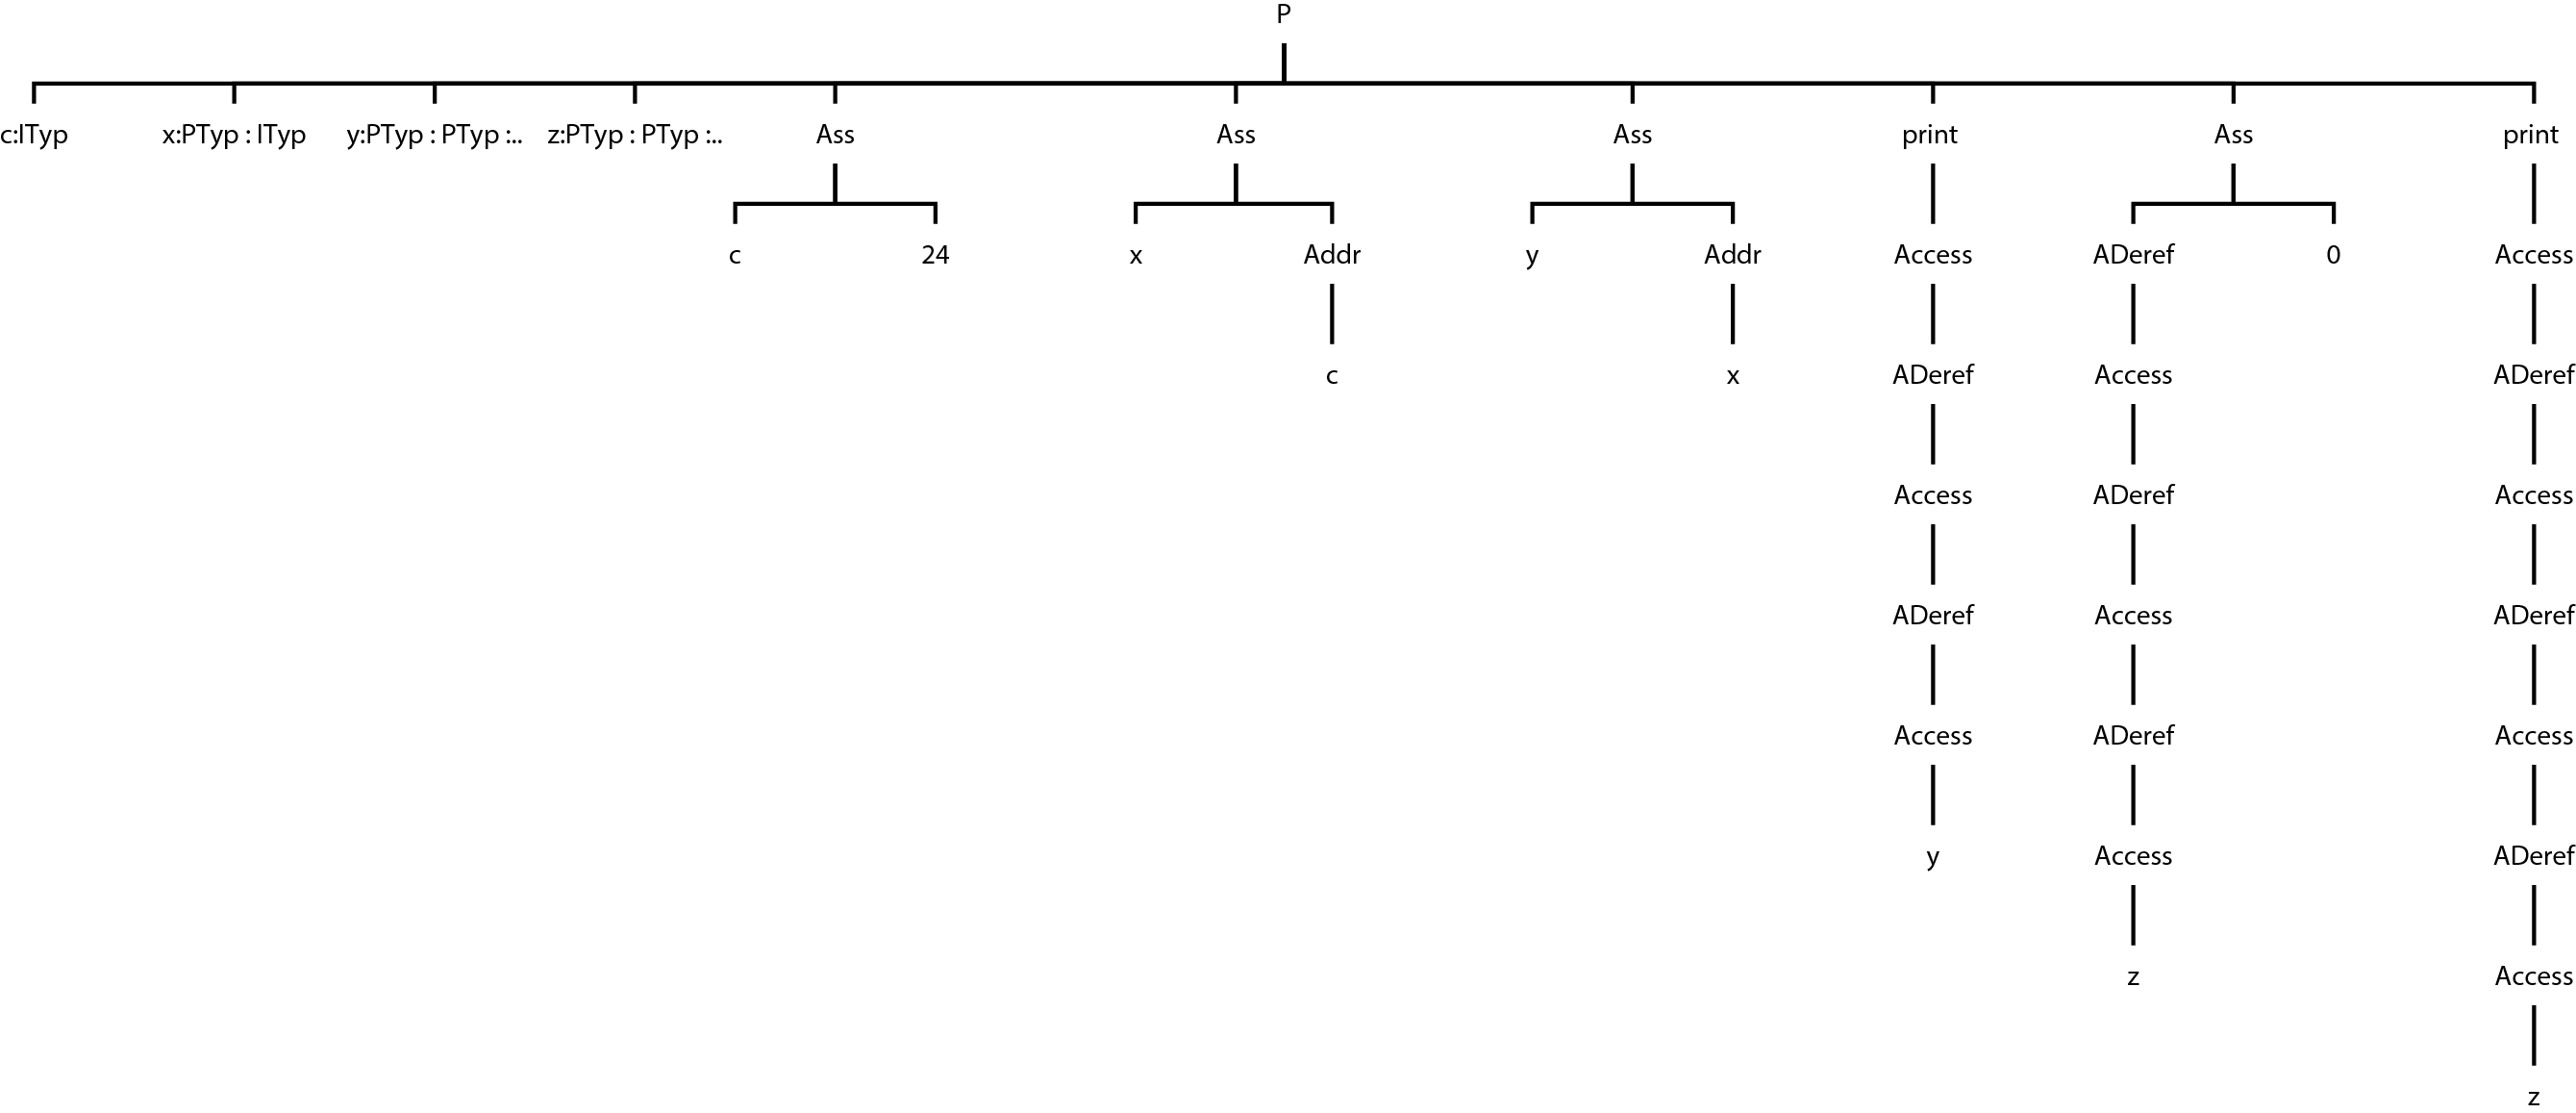 P
c:ITyp x:PTyp : ITyp y:PTyp : PTyp :.. z:PTyp : PTyp :.. Ass Ass Ass print Ass print
c 24 x Addr y Addr Access ADeref 0 Access
c x ADeref Access ADeref
Access ADeref Access
ADeref Access ADeref
Access ADeref Access
y Access ADeref
z Access
z